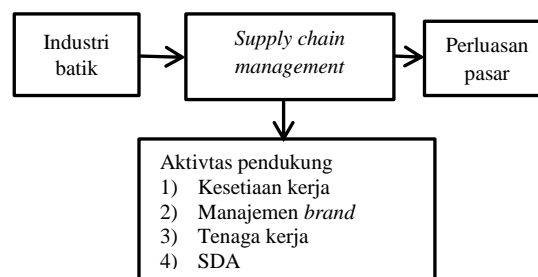 Industri
batik
Supply chain
management
Perluasan
pasar
Aktivtas pendukung
1) Kesetiaan kerja
2) Manajemen brand
3) Tenaga kerja
4) SDA